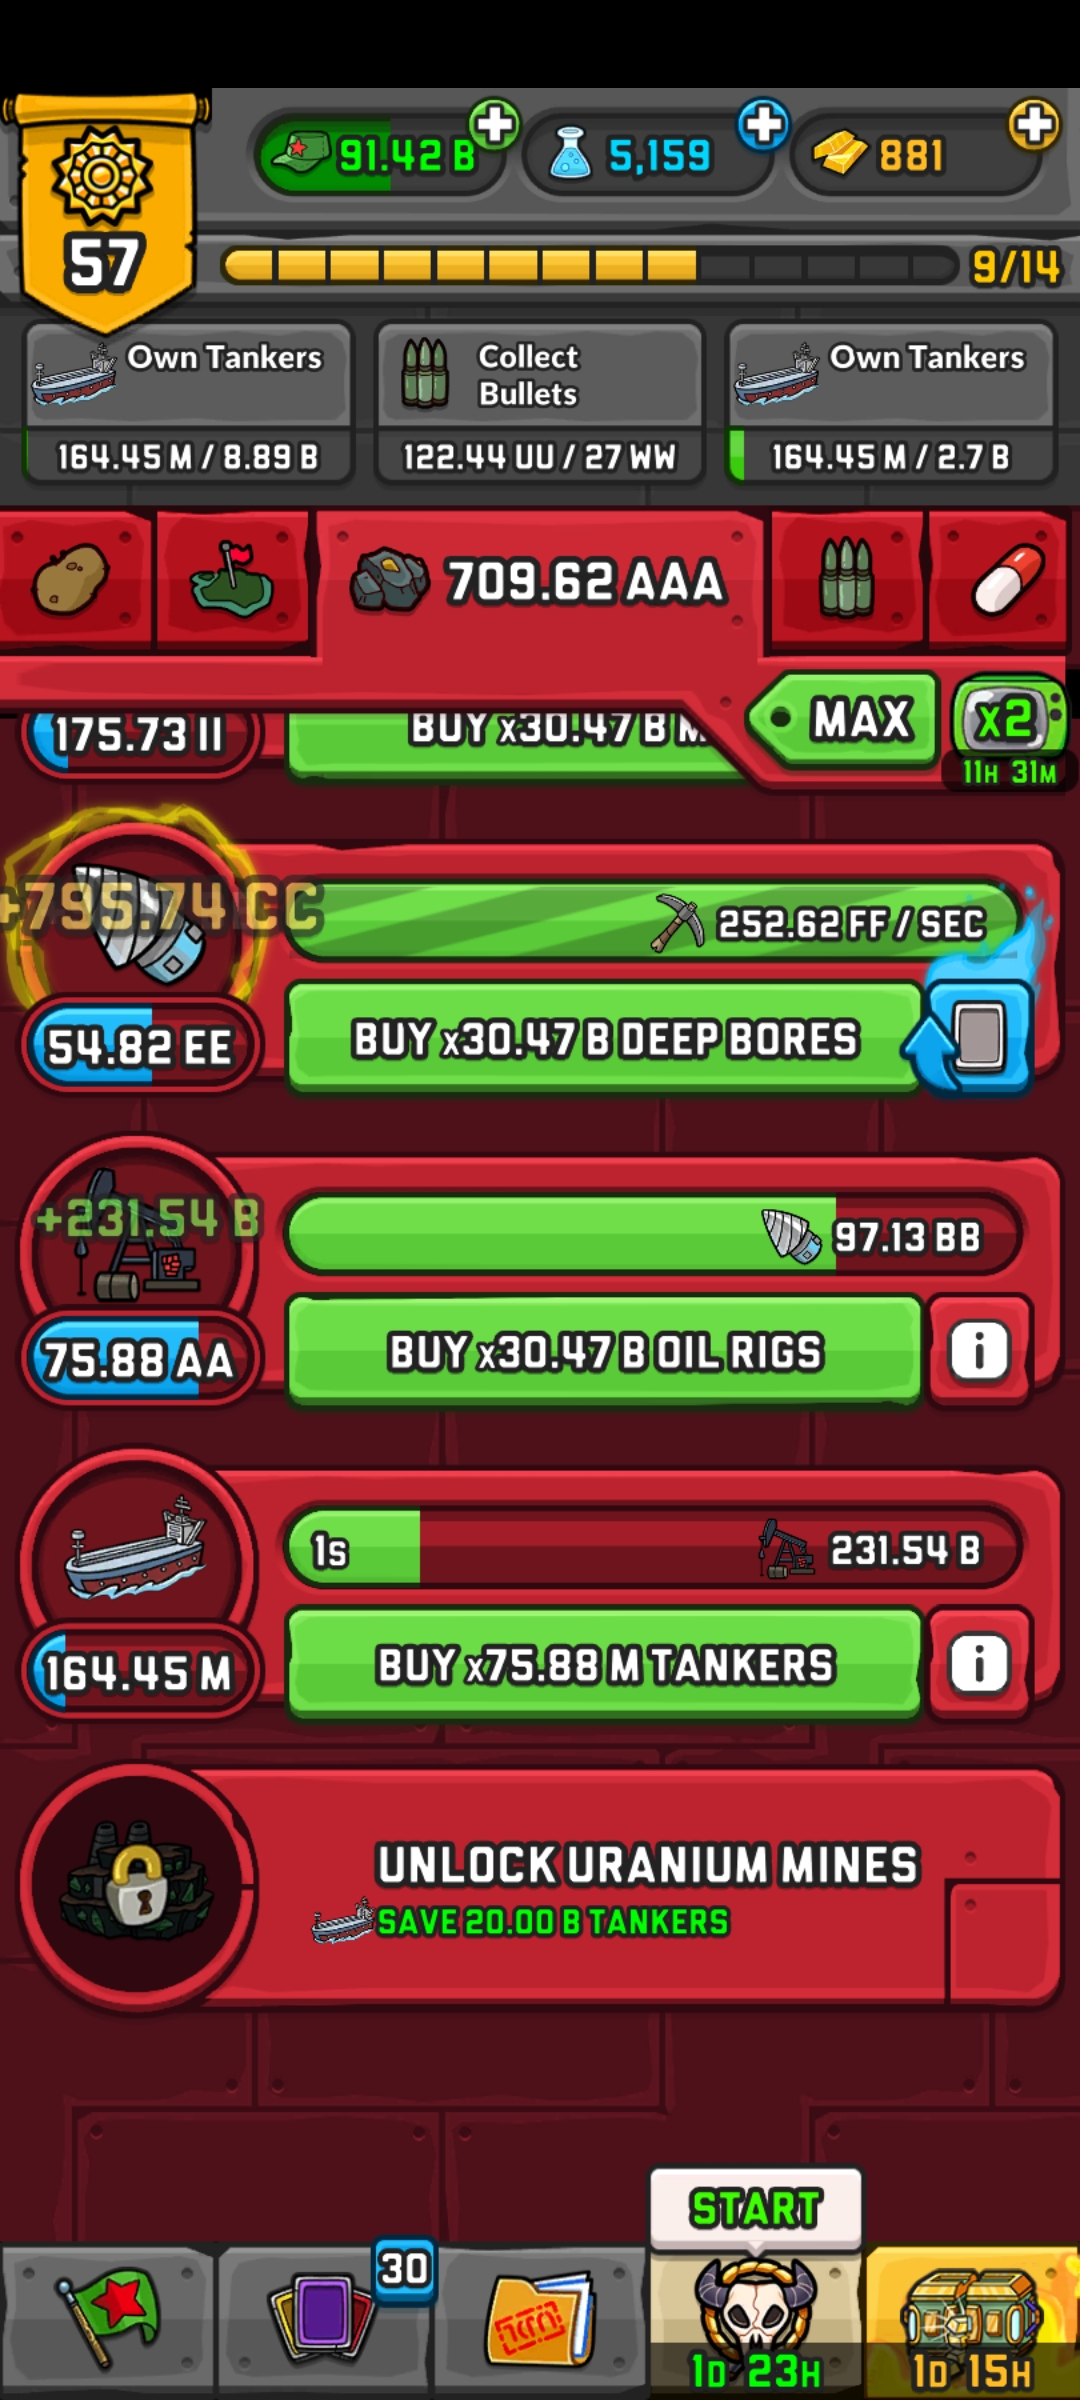 91.42 B
5,159
881
57
9/14
Own Tankers
164.45 M / 8.89 B
Collect
Bullets
122.44 UU / 27 WW
Own Tankers
164.45 M / 2.7 B
709.62 AAA
MAX
x2
11H 31M
175.73 II
BUY x30.47 B M
+795.74 CC
252.62 FF / SEC
54.82 EE
BUY x30.47 B DEEP BORES
+231.54 B
97.13 BB
75.88 AA
BUY x30.47 B OIL RIGS
i
1s
231.54 B
164.45 M
BUY x75.88 M TANKERS
i
UNLOCK URANIUM MINES
SAVE 20.00 B TANKERS
START
30
1D 23H
1D 15H